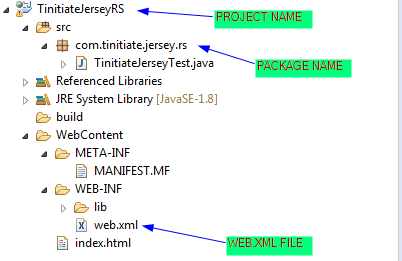 TinitiateJerseyRS
PROJECT NAME
src
com.tinitiate.jersey.rs
TinitiateJerseyTest.java
PACKAGE NAME
Referenced Libraries
JRE System Library [JavaSE-1.8]
build
WebContent
META-INF
MANIFEST.MF
WEB-INF
lib
web.xml
index.html
WEB.XML FILE